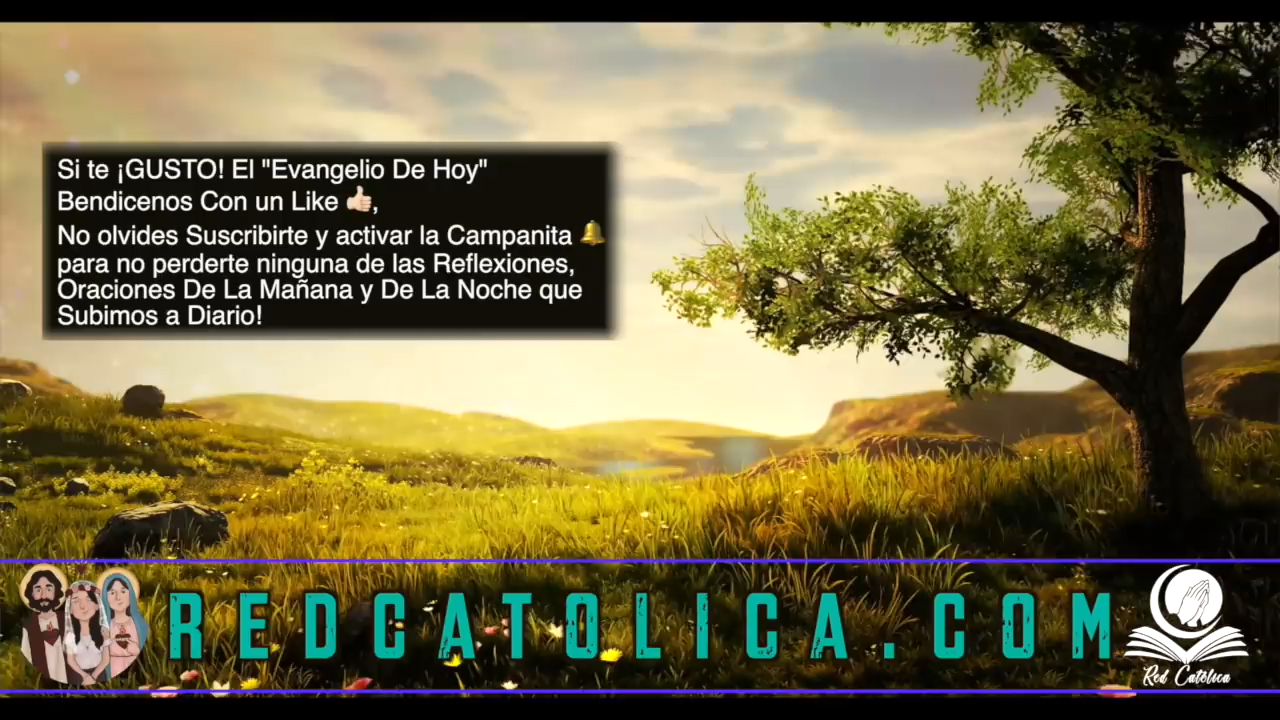 Si te ¡GUSTO! El "Evangelio De Hoy"
Bendicenos Con un Like 👍🏻,
No olvides Suscribirte y activar la Campanita 🔔
para no perderte ninguna de las Reflexiones,
Oraciones De La Mañana y De La Noche que
Subimos a Diario!
REDCATOLICA.COM
Red Católica